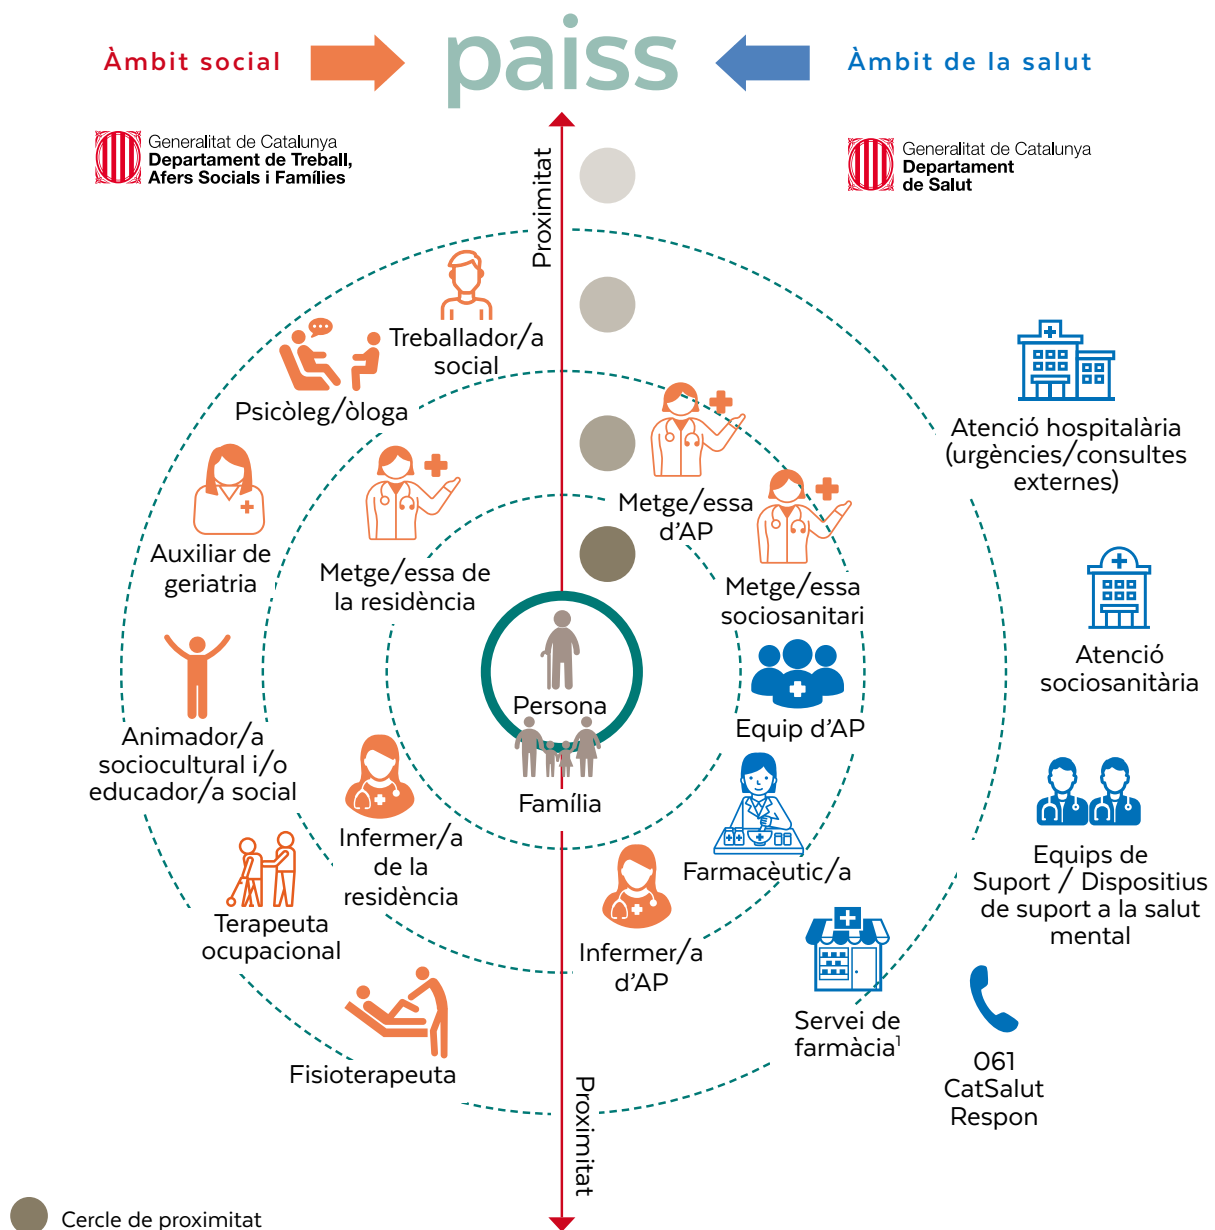 Àmbit social
paiss
Àmbit de la salut
Generalitat de Catalunya
Departament de Treball,
Afers Socials i Famílies
Generalitat de Catalunya
Departament
de Salut
Proximitat
Treballador/a
social
Psicòleg/òloga
Auxiliar de
geriatria
Metge/essa de
la residència
Metge/essa
d'AP
Metge/essa
sociosanitari
Atenció hospitalària
(urgències/consultes
externes)
Atenció
sociosanitària
Persona
Família
Equip d'AP
Animador/a
sociocultural i/o
educador/a social
Infermer/a
de la
residència
Farmacèutic/a
Equips de
Suport / Dispositius
de suport a la salut
mental
Terapeuta
ocupacional
Infermer/a
d'AP
Fisioterapeuta
Servei de
farmàcia¹
061
CatSalut
Respon
Proximitat
Cercle de proximitat